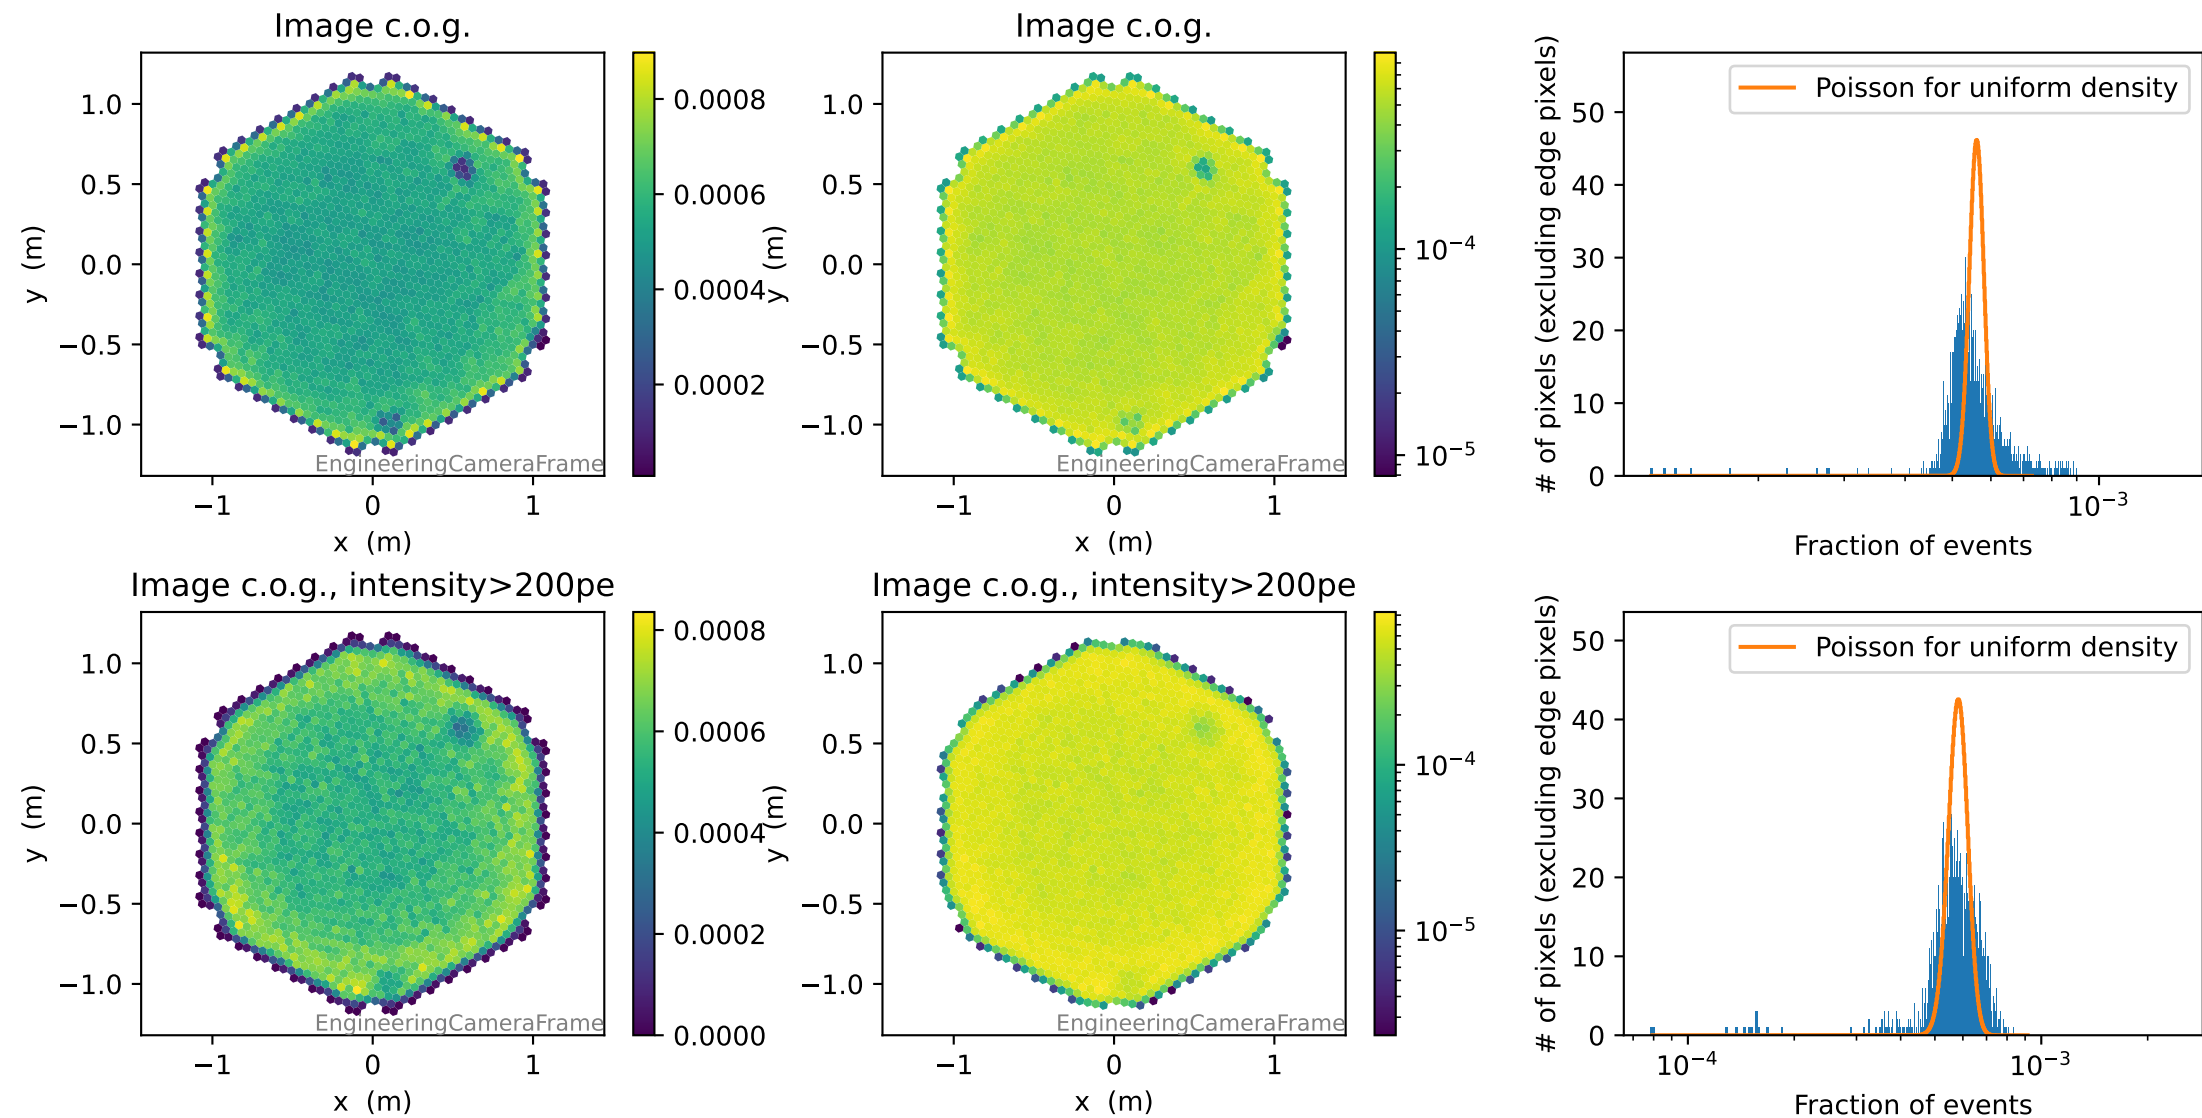 Image c.o.g.
1.0
0.5
0.0
−0.5
−1.0
y (m)
−1
0
1
x (m)
EngineeringCameraFrame
0.0008
0.0006
0.0004
0.0002
Image c.o.g.
1.0
0.5
0.0
−0.5
−1.0
y (m)
−1
0
1
x (m)
EngineeringCameraFrame
10⁻⁴
10⁻⁵
# of pixels (excluding edge pixels)
50
40
30
20
10
0
Poisson for uniform density
10⁻³
Fraction of events
Image c.o.g., intensity>200pe
1.0
0.5
0.0
−0.5
−1.0
y (m)
−1
0
1
x (m)
EngineeringCameraFrame
0.0008
0.0006
0.0004
0.0002
0.0000
Image c.o.g., intensity>200pe
1.0
0.5
0.0
−0.5
−1.0
y (m)
−1
0
1
x (m)
EngineeringCameraFrame
10⁻⁴
10⁻⁵
# of pixels (excluding edge pixels)
50
40
30
20
10
0
Poisson for uniform density
10⁻⁴
10⁻³
Fraction of events